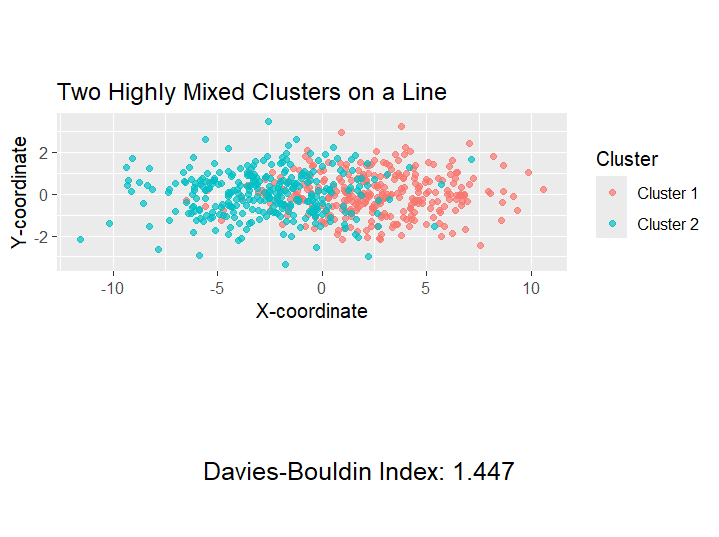 Two Highly Mixed Clusters on a Line
Y-coordinate
2
0
-2
-10
-5
0
5
10
X-coordinate
Cluster
Cluster 1
Cluster 2
Davies-Bouldin Index: 1.447